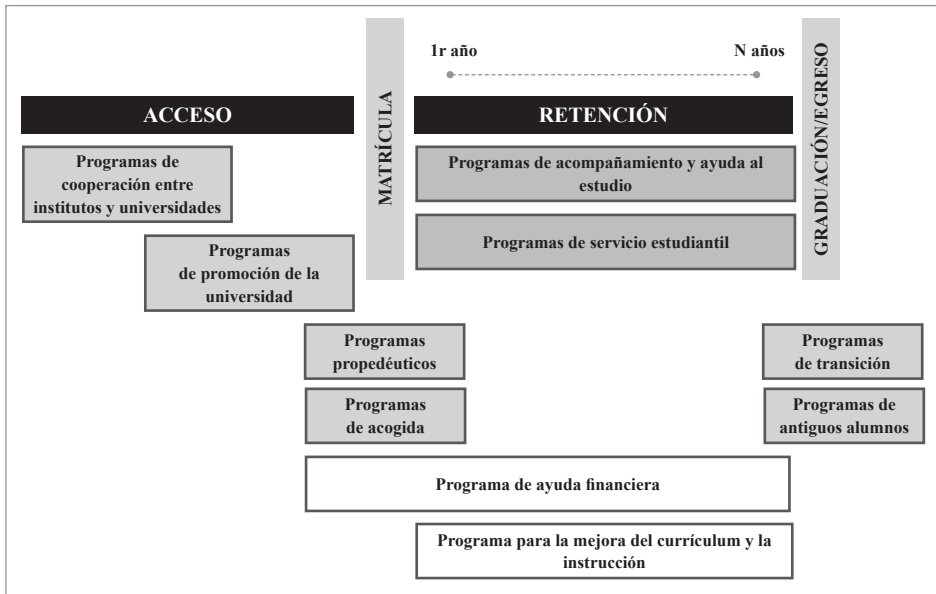 1r año
N años
ACCESO
MATRÍCULA
RETENCIÓN
GRADUACIÓN/EGRESO
Programas de
cooperación entre
institutos y universidades
Programas de acompañamiento y ayuda al
estudio
Programas
de promoción de la
universidad
Programas de servicio estudiantil
Programas
propedéuticos
Programas
de transición
Programas
de acogida
Programas de
antiguos alumnos
Programa de ayuda financiera
Programa para la mejora del currículum y la
instrucción